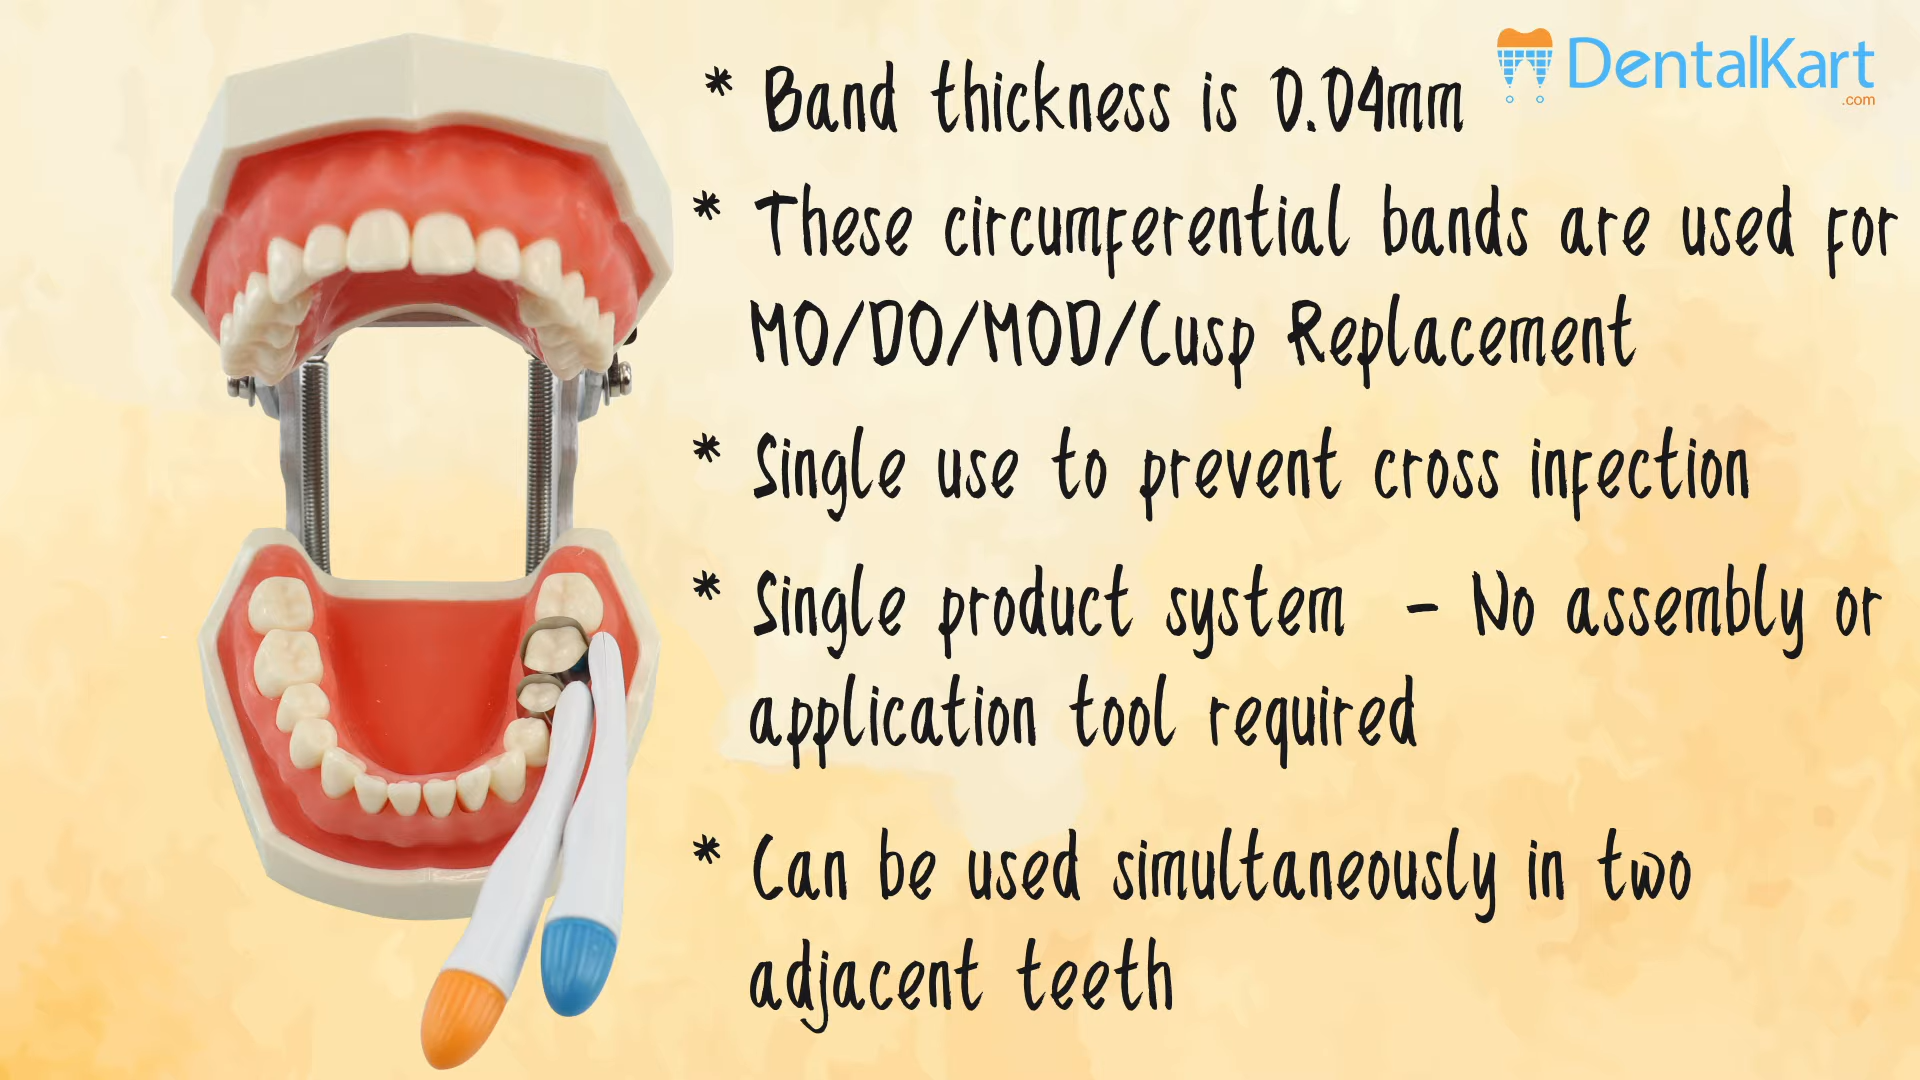 DentalKart
.com
* Band thickness is 0.04mm
* These circumferential bands are used for
MO/DO/MOD/Cusp Replacement
* Single use to prevent cross infection
* Single product system - No assembly or
application tool required
* Can be used simultaneously in two
adjacent teeth